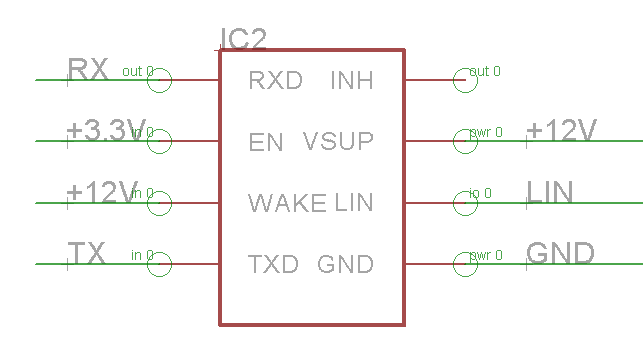 IC2
RX out 0 RXD INH out 0
+3.3V in 0 EN VSUP pwr 0 +12V
+12V in 0 WAKE LIN io 0 LIN
TX in 0 TXD GND pwr 0 GND